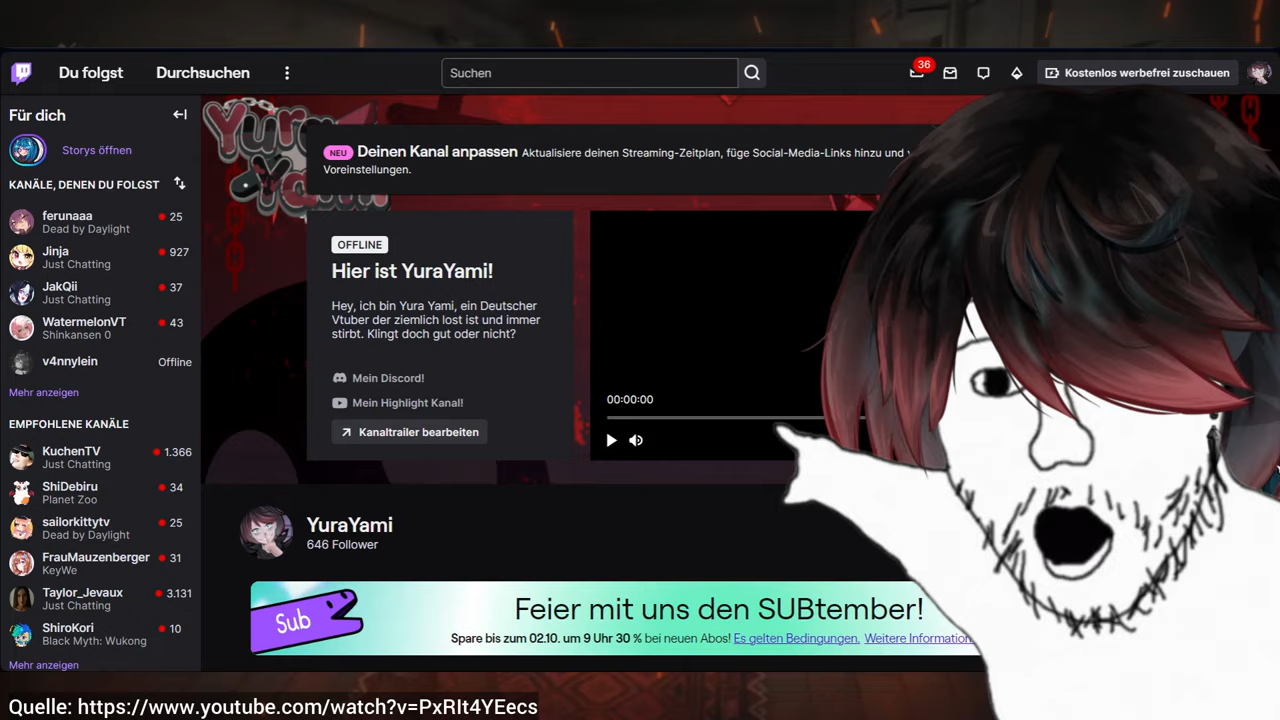 Du folgst
Durchsuchen
Suchen
36
Kostenlos werbefrei zuschauen
Für dich
Storys öffnen
KANÄLE, DENEN DU FOLGST
ferunaaa
25
Dead by Daylight
Jinja
927
Just Chatting
JakQii
37
Just Chatting
WatermelonVT
43
Shinkansen 0
v4nnylein
Offline
Mehr anzeigen
EMPFOHLENE KANÄLE
KuchenTV
1.366
Just Chatting
ShiDebiru
34
Planet Zoo
sailorkittytv
25
Dead by Daylight
FrauMauzenberger
31
KeyWe
Taylor_Jevaux
3.131
Just Chatting
ShiroKori
10
Black Myth: Wukong
Mehr anzeigen
NEU Deinen Kanal anpassen Aktualisiere deinen Streaming-Zeitplan, füge Social-Media-Links hinzu und
Voreinstellungen.
OFFLINE
Hier ist YuraYami!
Hey, ich bin Yura Yami, ein Deutscher
Vtuber der ziemlich lost ist und immer
stirbt. Klingt doch gut oder nicht?
Mein Discord!
Mein Highlight Kanal!
Kanaltrailer bearbeiten
00:00:00
YuraYami
646 Follower
Sub
Feier mit uns den SUBtember!
Spare bis zum 02.10. um 9 Uhr 30 % bei neuen Abos! Es gelten Bedingungen. Weitere Information
Quelle: https://www.youtube.com/watch?v=PxRIt4YEecs